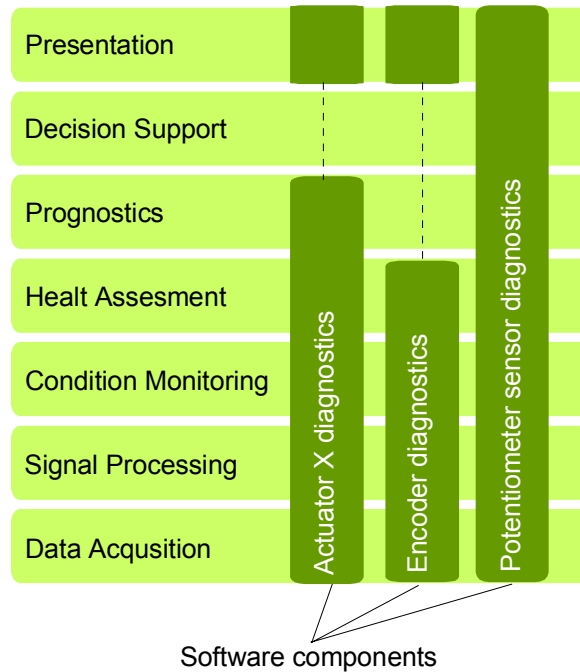 Presentation
Decision Support
Prognostics
Healt Assesment
Condition Monitoring
Signal Processing
Data Acqusition
Actuator X diagnostics
Encoder diagnostics
Potentiometer sensor diagnostics
Software components